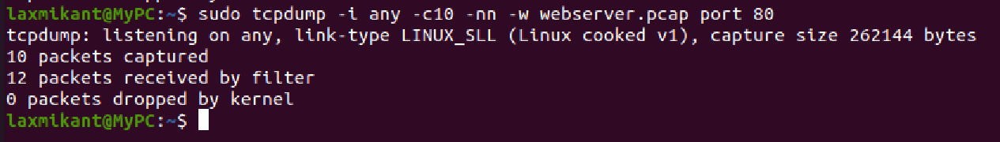 laxmikant@MyPC:~$ sudo tcpdump -i any -c10 -nn -w webserver.pcap port 80
tcpdump: listening on any, link-type LINUX_SLL (Linux cooked v1), capture size 262144 bytes
10 packets captured
12 packets received by filter
0 packets dropped by kernel
laxmikant@MyPC:~$